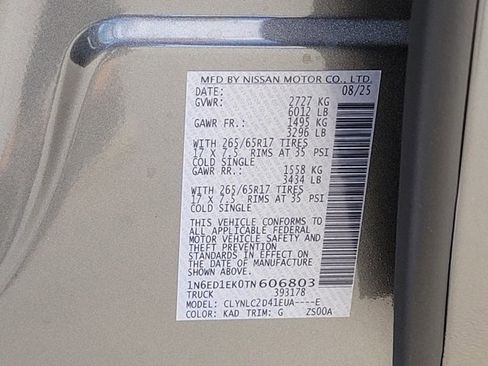 MFD BY NISSAN MOTOR CO., LTD.
DATE: 08/25
GVWR: 2727 KG
6012 LB
GAWR FR.: 1495 KG
3296 LB
WITH 265/65R17 TIRES
17 X 7.5 RIMS AT 35 PSI
COLD SINGLE
GAWR RR.: 1558 KG
3434 LB
WITH 265/65R17 TIRES
17 X 7.5 RIMS AT 35 PSI
COLD SINGLE
THIS VEHICLE CONFORMS TO
ALL APPLICABLE FEDERAL
MOTOR VEHICLE SAFETY AND
THEFT PREVENTION
STANDARDS IN EFFECT ON
THE DATE OF MANUFACTURE
SHOWN ABOVE.
1N6ED1EK0TN606803
TRUCK 393178
MODEL: CLYNLC2D41EUA----E
COLOR: KAD TRIM: G ZS00A